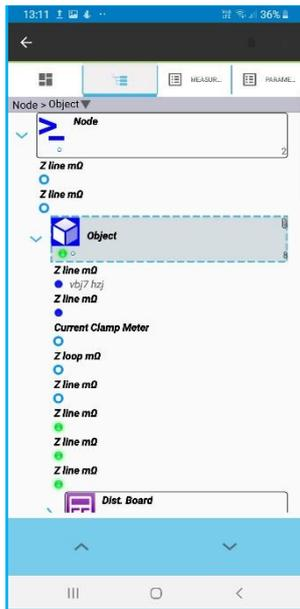 13:11 36%
MEASUR... PARAME...
Node > Object
Node
2
Z line mΩ
Z line mΩ
Object
8
Z line mΩ
vbj7 hzj
Z line mΩ
Current Clamp Meter
Z loop mΩ
Z line mΩ
Z line mΩ
Z line mΩ
Z line mΩ
Dist. Board